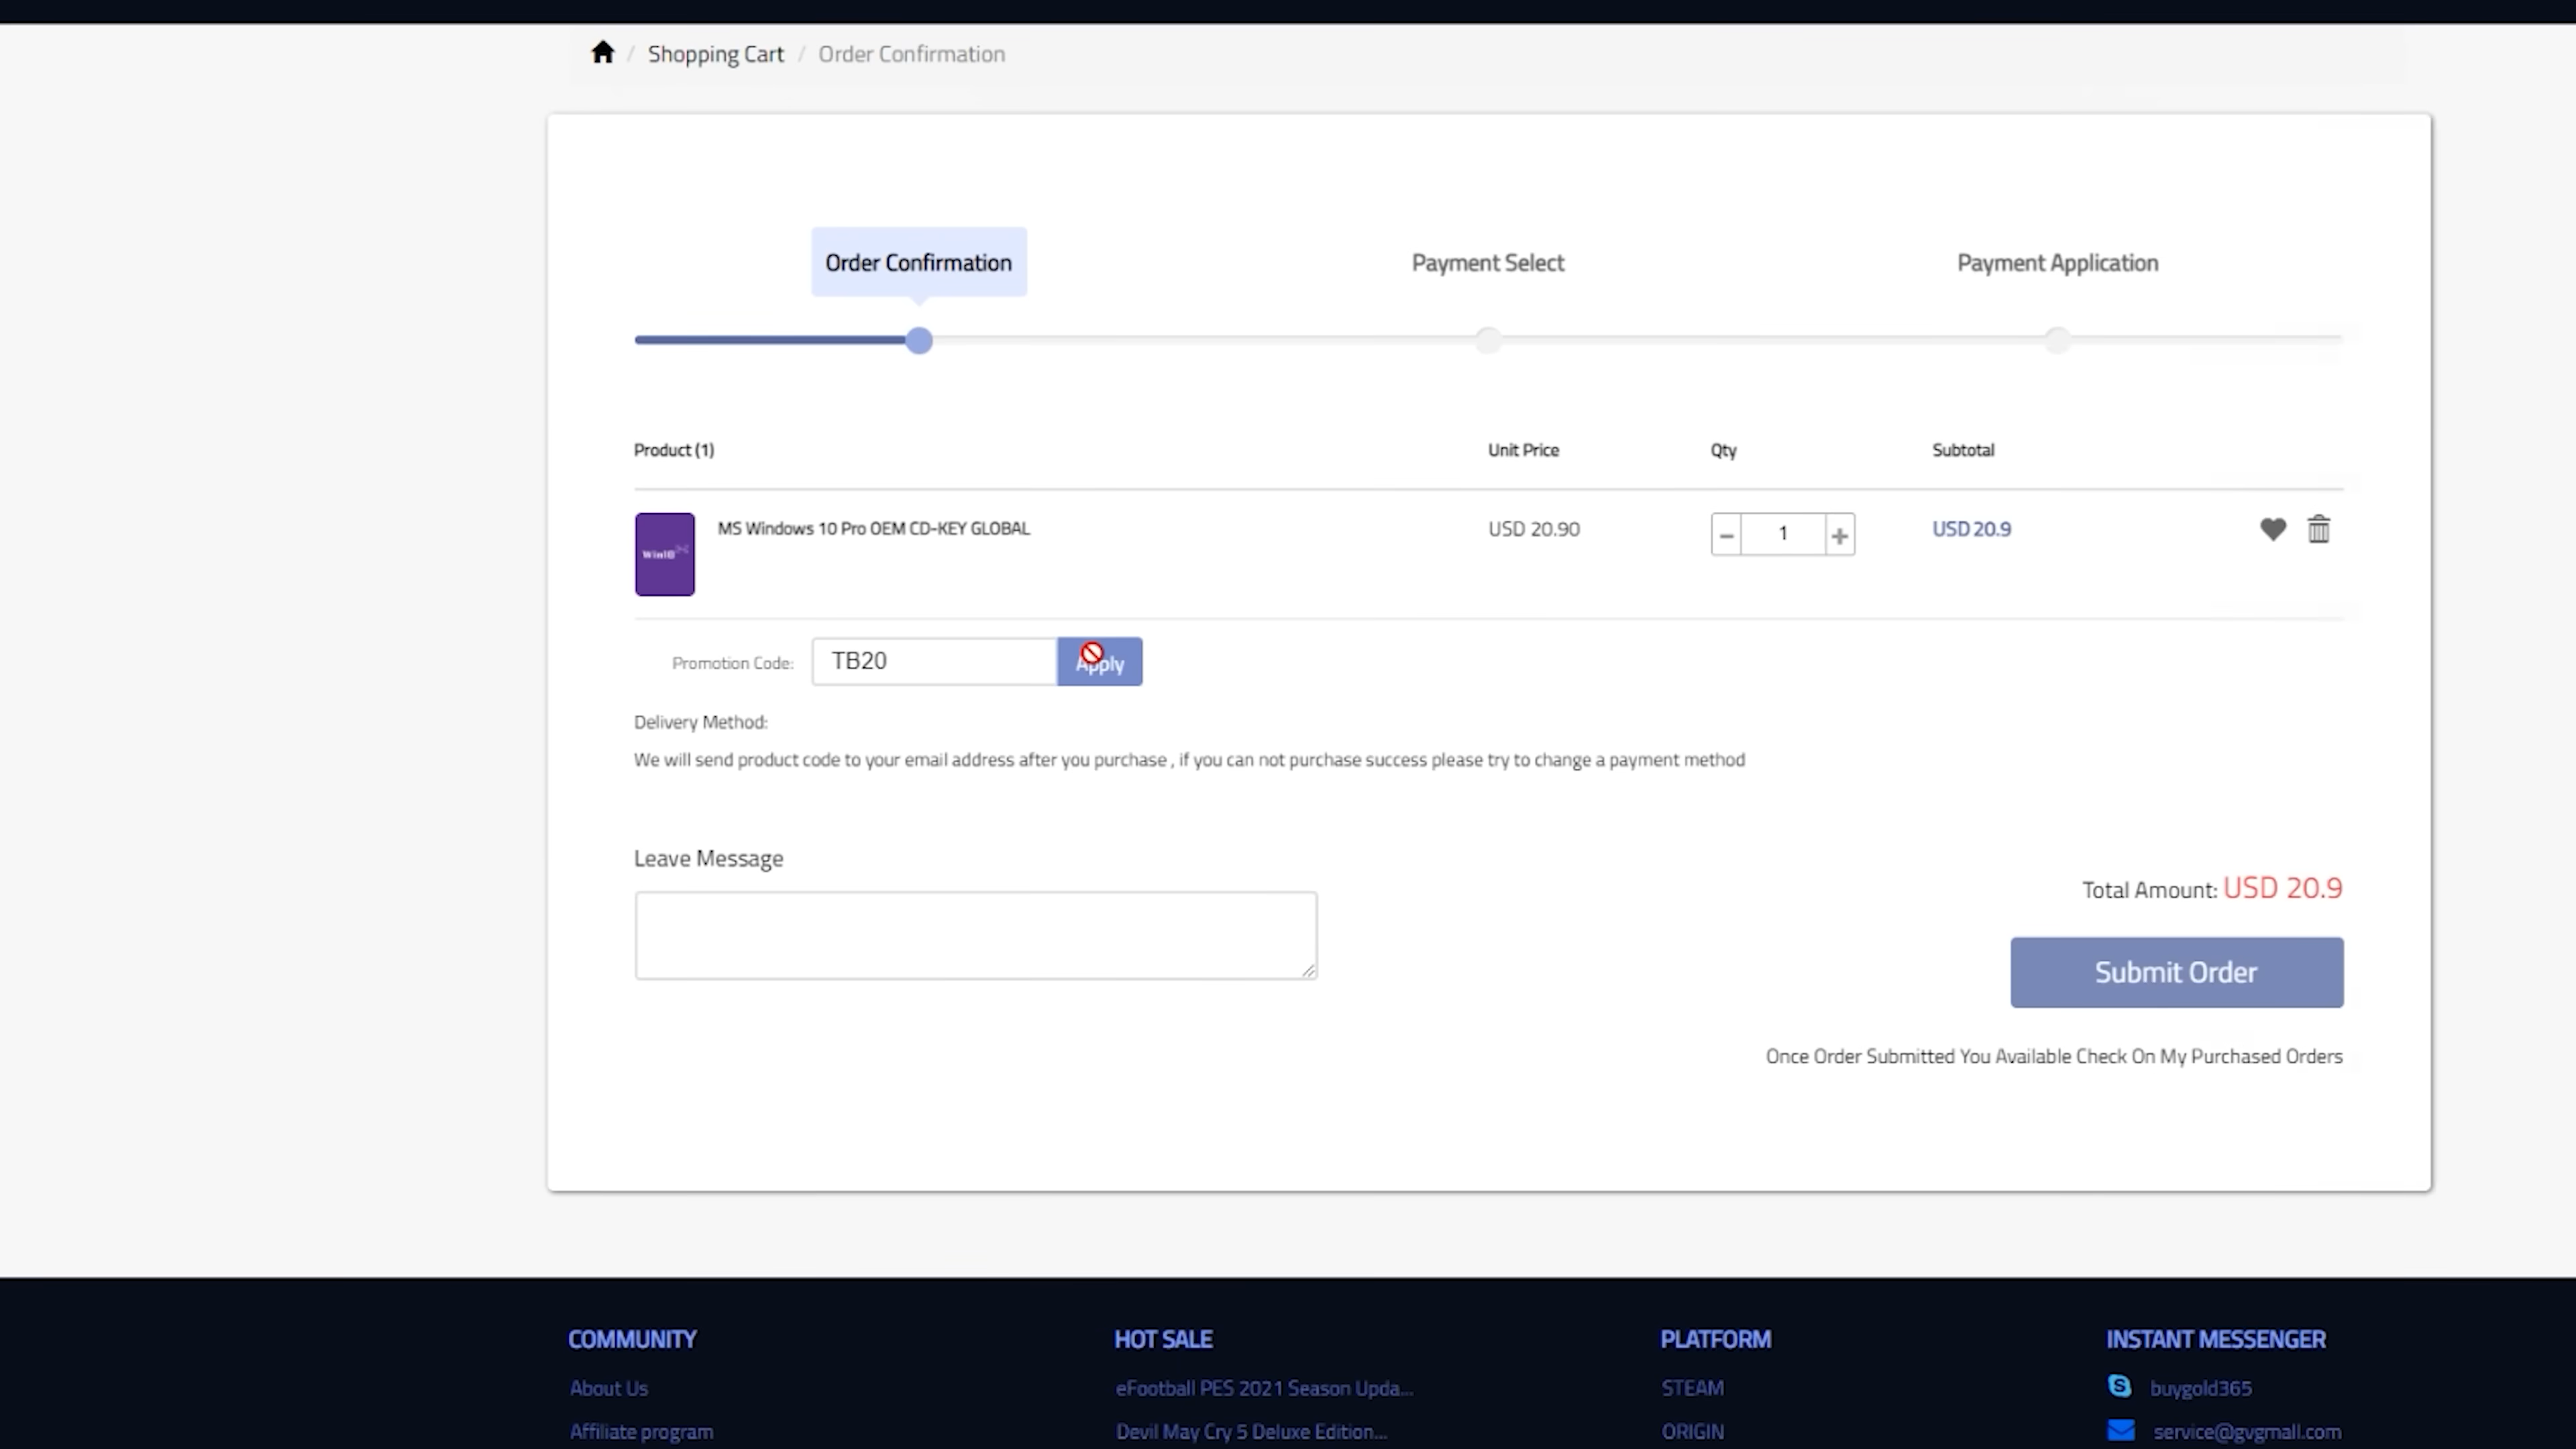 / Shopping Cart / Order Confirmation
Order Confirmation
Payment Select
Payment Application
Product (1)
Unit Price
Qty
Subtotal
Win10
MS Windows 10 Pro OEM CD-KEY GLOBAL
USD 20.90
1
USD 20.9
Promotion Code:
TB20
Apply
Delivery Method:
We will send product code to your email address after you purchase , if you can not purchase success please try to change a payment method
Leave Message
Total Amount: USD 20.9
Submit Order
Once Order Submitted You Available Check On My Purchased Orders
COMMUNITY
HOT SALE
PLATFORM
INSTANT MESSENGER
About Us
eFootball PES 2021 Season Upda...
STEAM
buygold365
Affiliate program
Devil May Cry 5 Deluxe Edition...
ORIGIN
service@gvgmall.com